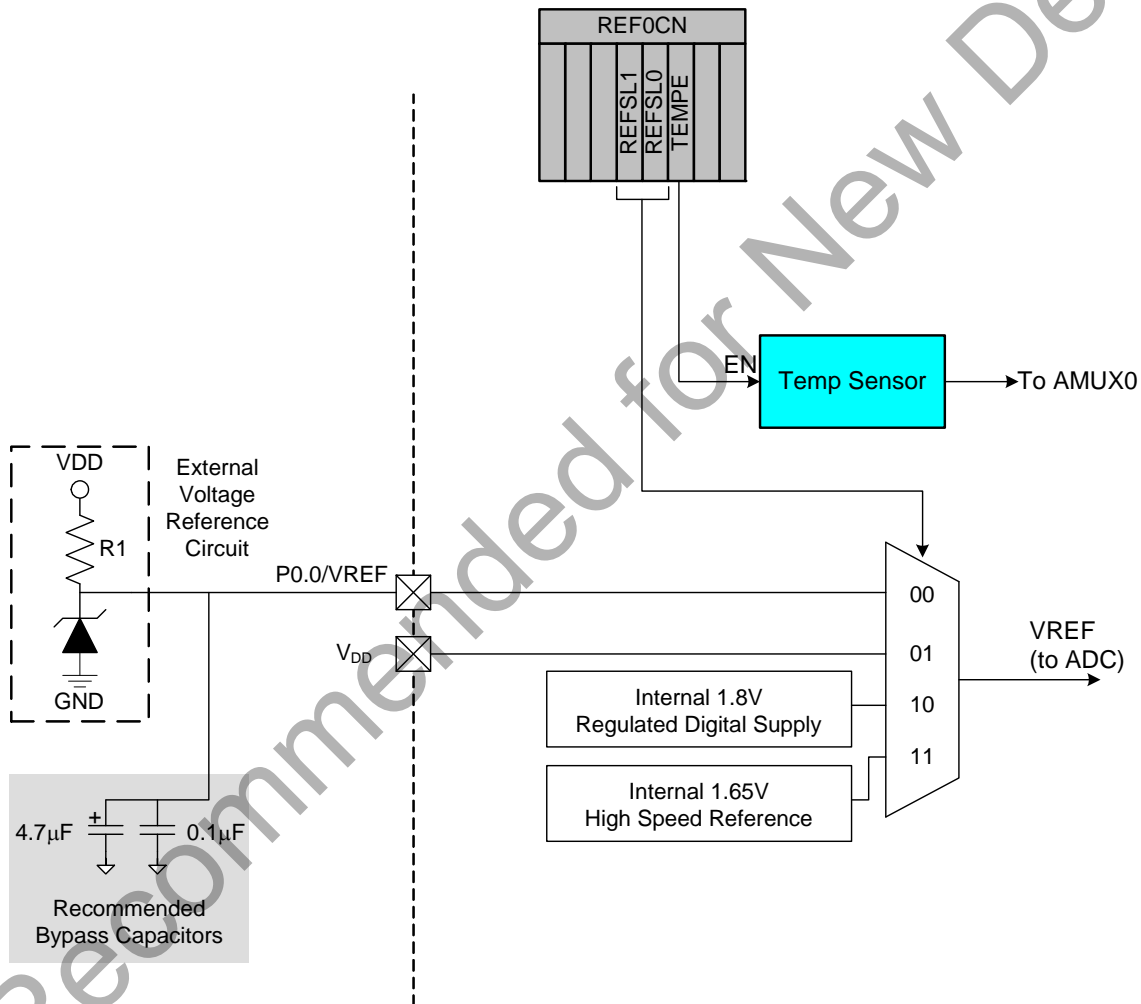 REF0CN
REFSL1
REFSL0
TEMPE
EN
Temp Sensor
To AMUX0
VDD
R1
GND
External
Voltage
Reference
Circuit
P0.0/VREF
VDD
00
01
10
11
Internal 1.8V
Regulated Digital Supply
Internal 1.65V
High Speed Reference
VREF
(to ADC)
4.7μF
+
0.1μF
Recommended
Bypass Capacitors
Recommended for New De